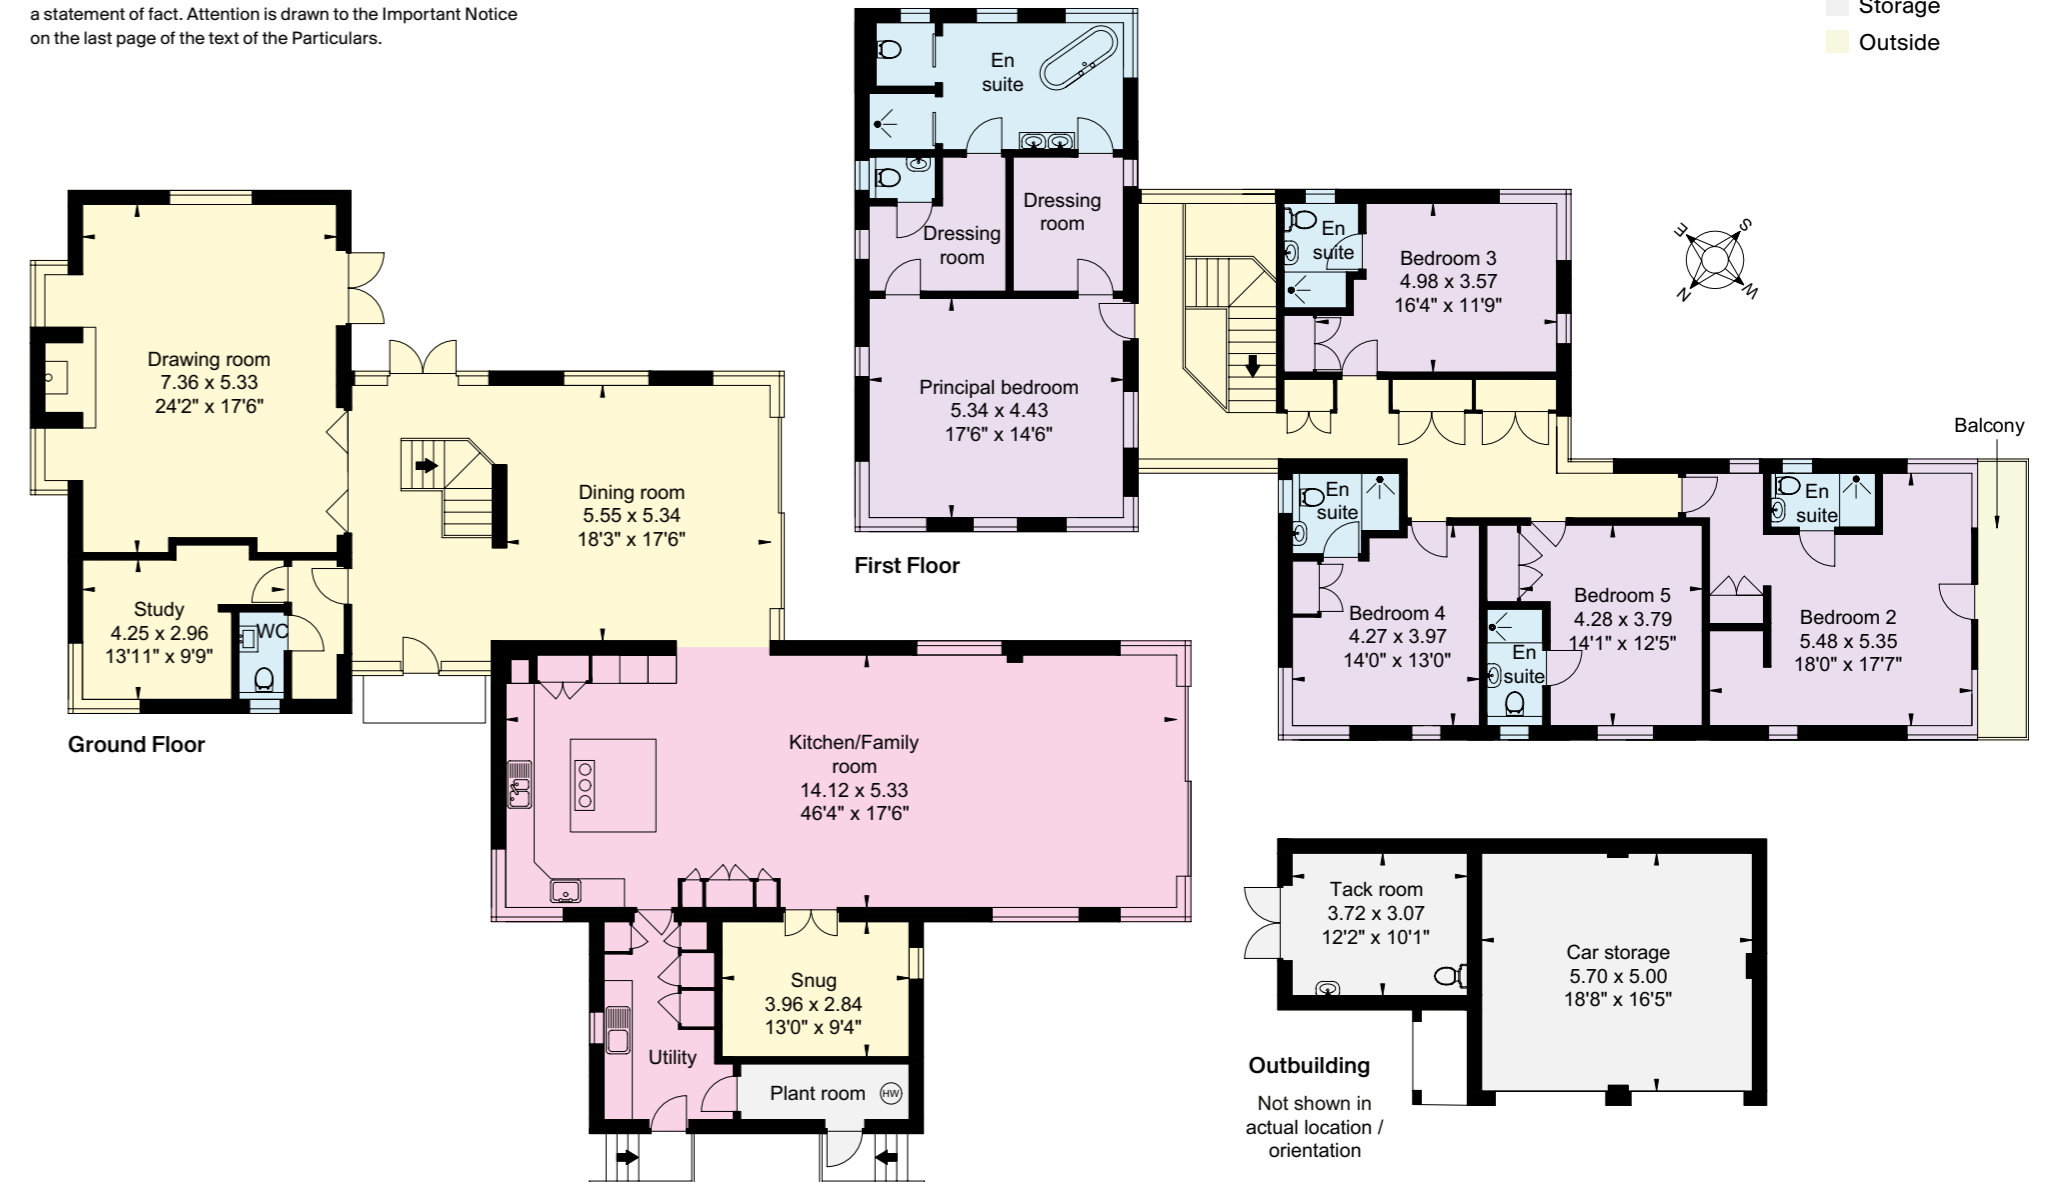 a statement of fact. Attention is drawn to the Important Notice
on the last page of the text of the Particulars.
Storage
Outside
En
suite
Dressing
room
Dressing
room
Principal bedroom
5.34 x 4.43
17'6" x 14'6"
En
suite
Bedroom 3
4.98 x 3.57
16'4" x 11'9"
S
E
W
N
Balcony
En
suite
En
suite
Bedroom 4
4.27 x 3.97
14'0" x 13'0"
Bedroom 5
4.28 x 3.79
14'1" x 12'5"
En
suite
Bedroom 2
5.48 x 5.35
18'0" x 17'7"
First Floor
Drawing room
7.36 x 5.33
24'2" x 17'6"
Dining room
5.55 x 5.34
18'3" x 17'6"
Study
4.25 x 2.96
13'11" x 9'9"
WC
Ground Floor
Kitchen/Family
room
14.12 x 5.33
46'4" x 17'6"
Snug
3.96 x 2.84
13'0" x 9'4"
Utility
Plant room
HW
Tack room
3.72 x 3.07
12'2" x 10'1"
Car storage
5.70 x 5.00
18'8" x 16'5"
Outbuilding
Not shown in
actual location /
orientation